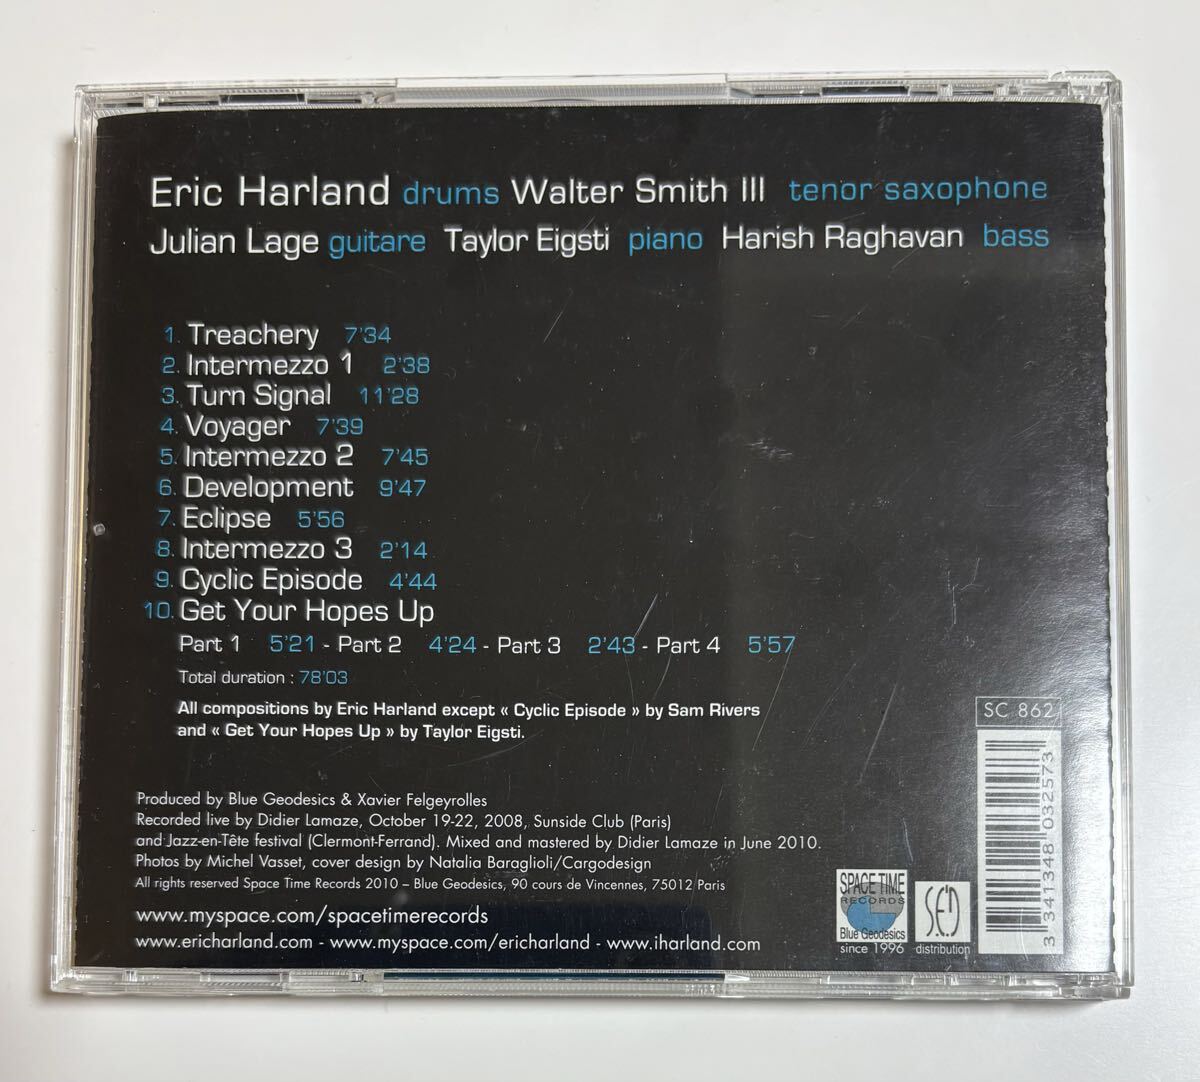 Eric Harland drums Walter Smith III tenor saxophone
Julian Lage guitare Taylor Eigsti piano Harish Raghavan bass
1. Treachery 7'34
2. Intermezzo 1 2'38
3. Turn Signal 11'28
4. Voyager 7'39
5. Intermezzo 2 7'45
6. Development 9'47
7. Eclipse 5'56
8. Intermezzo 3 2'14
9. Cyclic Episode 4'44
10. Get Your Hopes Up
Part 1 5'21 - Part 2 4'24 - Part 3 2'43 - Part 4 5'57
Total duration : 78'03
All compositions by Eric Harland except « Cyclic Episode » by Sam Rivers
and « Get Your Hopes Up » by Taylor Eigsti.
SC 862
3 341348 032573
Produced by Blue Geodesics & Xavier Felgeyrolles
Recorded live by Didier Lamaze, October 19-22, 2008, Sunside Club (Paris)
and Jazz-en-Tête festival (Clermont-Ferrand). Mixed and mastered by Didier Lamaze in June 2010.
Photos by Michel Vasset, cover design by Natalia Baraglioli/Cargodesign
All rights reserved Space Time Records 2010 – Blue Geodesics, 90 cours de Vincennes, 75012 Paris
www.myspace.com/spacetimerecords
www.ericharland.com - www.myspace.com/ericharland - www.iharland.com
SPACE TIME
RECORDS
Blue Geodesics
since 1996
S.E.D
distribution